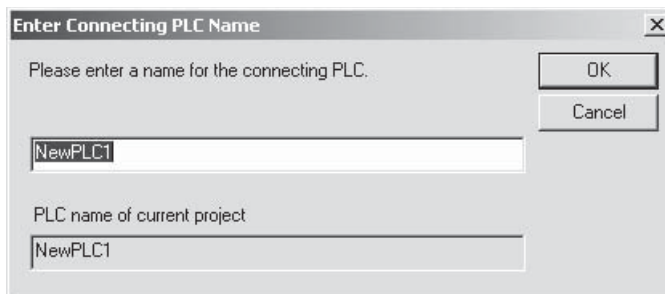 Enter Connecting PLC Name
Please enter a name for the connecting PLC.
OK
Cancel
NewPLC1
PLC name of current project
NewPLC1